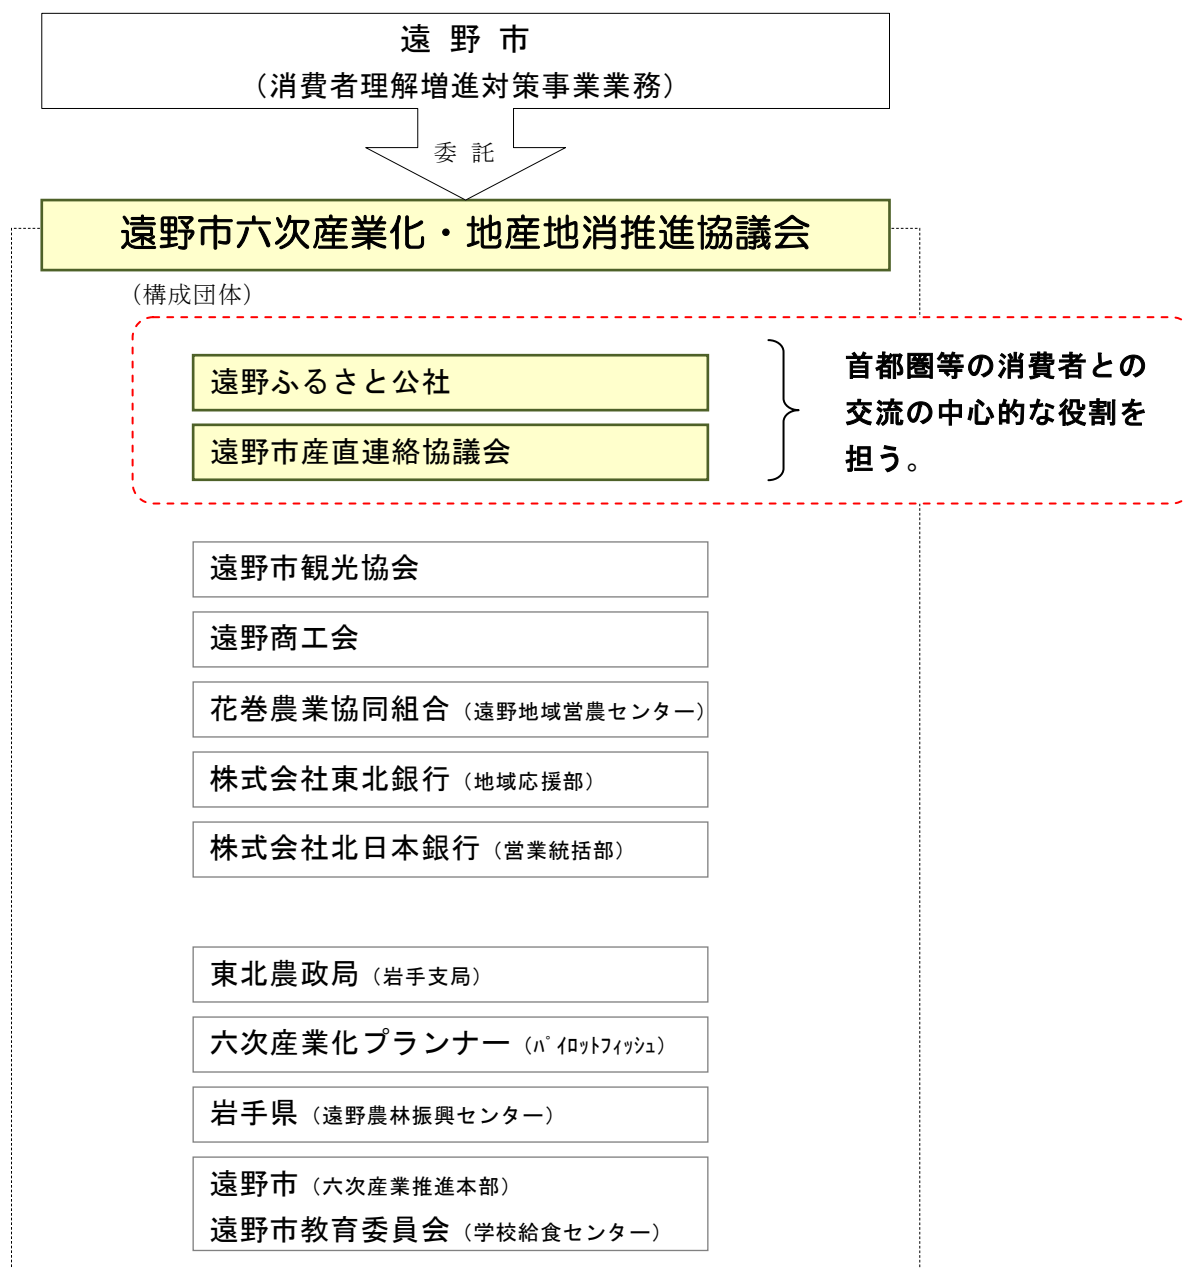 遠 野 市
（消費者理解増進対策事業業務）
委 託
遠野市六次産業化・地産地消推進協議会
（構成団体）
遠野ふるさと公社
遠野市産直連絡協議会
首都圏等の消費者との
交流の中心的な役割を
担う。
遠野市観光協会
遠野商工会
花巻農業協同組合（遠野地域営農センター）
株式会社東北銀行（地域応援部）
株式会社北日本銀行（営業統括部）
東北農政局（岩手支局）
六次産業化プランナー（ﾊﾟｲﾛｯﾄﾌｨｯｼｭ）
岩手県（遠野農林振興センター）
遠野市（六次産業推進本部）
遠野市教育委員会（学校給食センター）